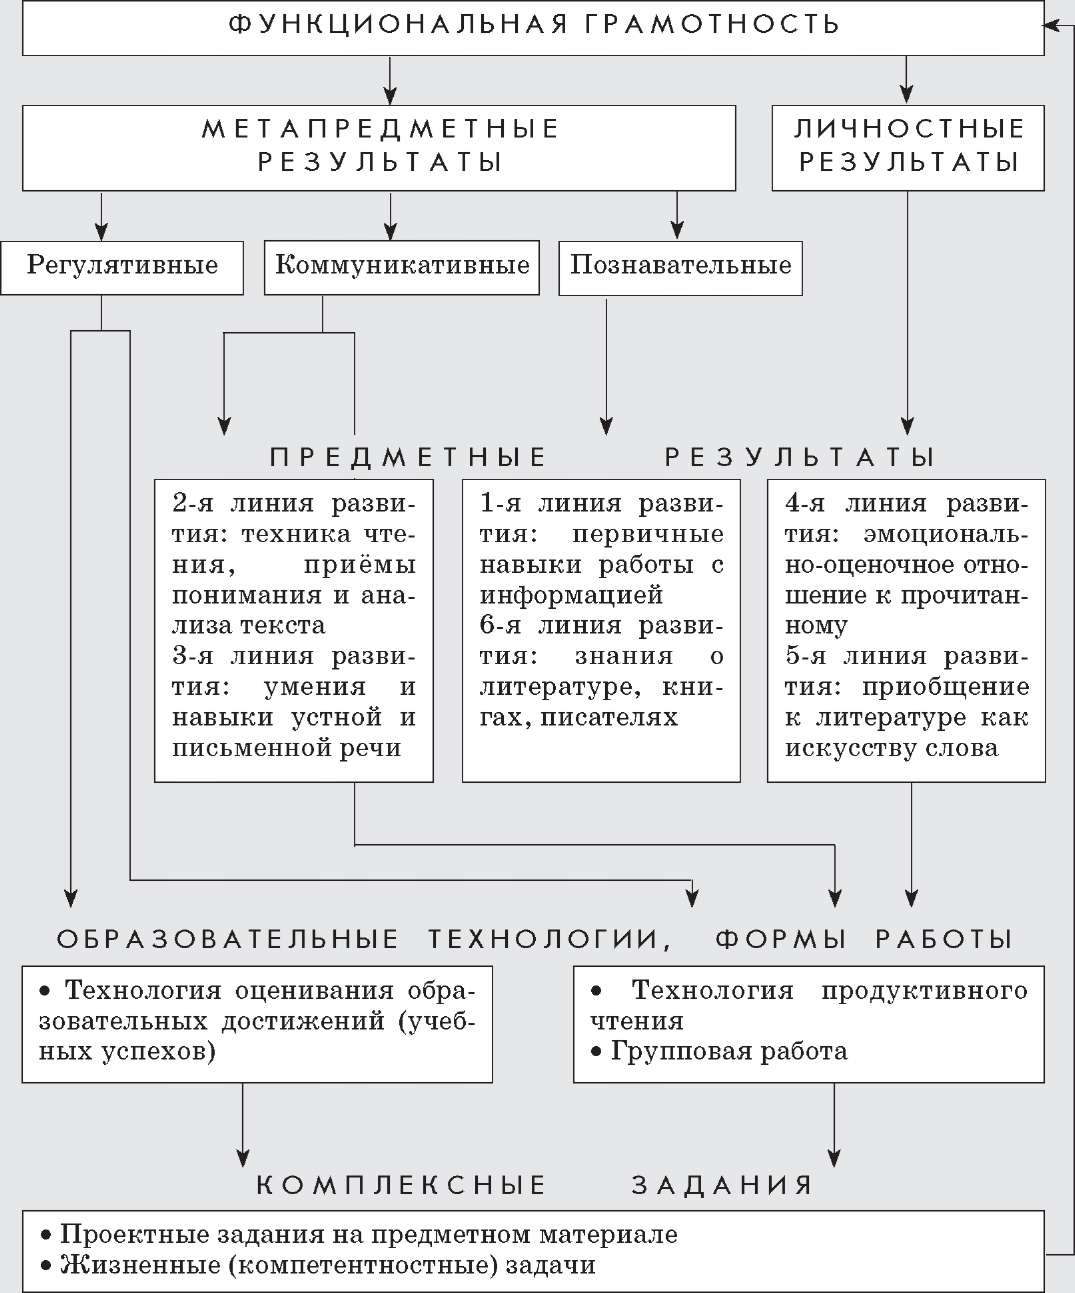 ФУНКЦИОНАЛЬНАЯ ГРАМОТНОСТЬ
МЕТАПРЕДМЕТНЫЕ
РЕЗУЛЬТАТЫ
ЛИЧНОСТНЫЕ
РЕЗУЛЬТАТЫ
Регулятивные
Коммуникативные
Познавательные
ПРЕДМЕТНЫЕ РЕЗУЛЬТАТЫ
2-я линия разви-
тия: техника чте-
ния, приёмы
понимания и ана-
лиза текста
3-я линия разви-
тия: умения и
навыки устной и
письменной речи
1-я линия разви-
тия: первичные
навыки работы с
информацией
6-я линия разви-
тия: знания о
литературе, кни-
гах, писателях
4-я линия разви-
тия: эмоциональ-
но-оценочное отно-
шение к прочитан-
ному
5-я линия разви-
тия: приобщение
к литературе как
искусству слова
ОБРАЗОВАТЕЛЬНЫЕ ТЕХНОЛОГИИ, ФОРМЫ РАБОТЫ
• Технология оценивания обра-
зовательных достижений (учеб-
ных успехов)
• Технология продуктивного
чтения
• Групповая работа
КОМПЛЕКСНЫЕ ЗАДАНИЯ
• Проектные задания на предметном материале
• Жизненные (компетентностные) задачи